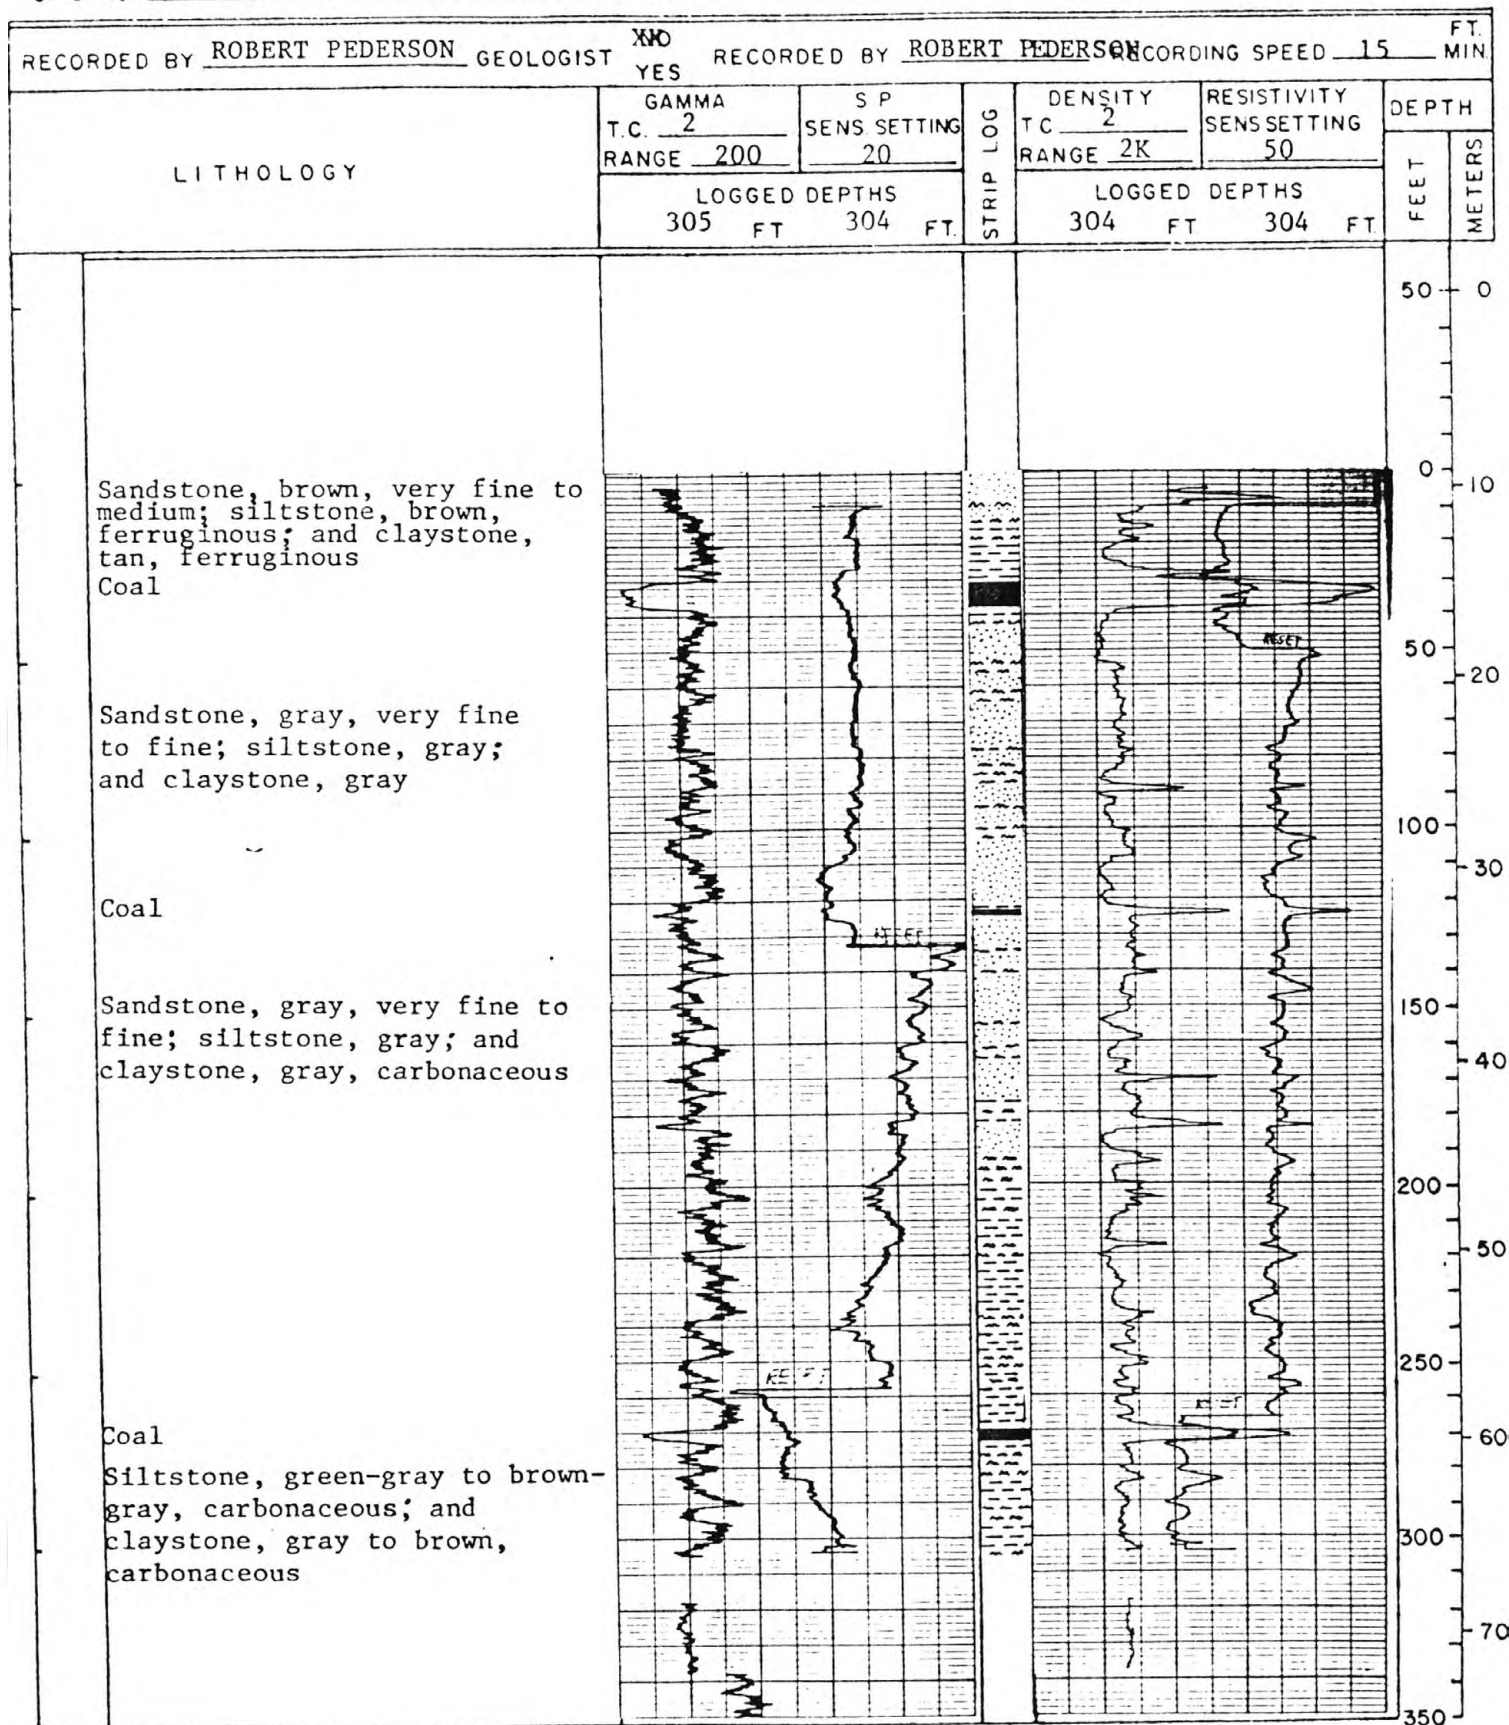 RECORDED BY ROBERT PEDERSON GEOLOGIST YES RECORDED BY ROBERT PEDERSON RECORDING SPEED 15 FT. MIN.
LITHOLOGY
GAMMA
T.C. 2
RANGE 200
S P
SENS. SETTING
20
LOGGED DEPTHS
305 FT 304 FT.
STRIP LOG
DENSITY
T C 2
RANGE 2K
RESISTIVITY
SENS SETTING
50
LOGGED DEPTHS
304 FT 304 FT.
DEPTH
FEET
METERS
50 0
0 10
Sandstone, brown, very fine to
medium; siltstone, brown,
ferruginous; and claystone,
tan, ferruginous
Coal
RESET
50
20
Sandstone, gray, very fine
to fine; siltstone, gray;
and claystone, gray
100
30
Coal
RESET
Sandstone, gray, very fine to
fine; siltstone, gray; and
claystone, gray, carbonaceous
150
40
200
50
250
RESET
RESET
Coal
60
Siltstone, green-gray to brown-
gray, carbonaceous; and
claystone, gray to brown,
carbonaceous
300
70
350